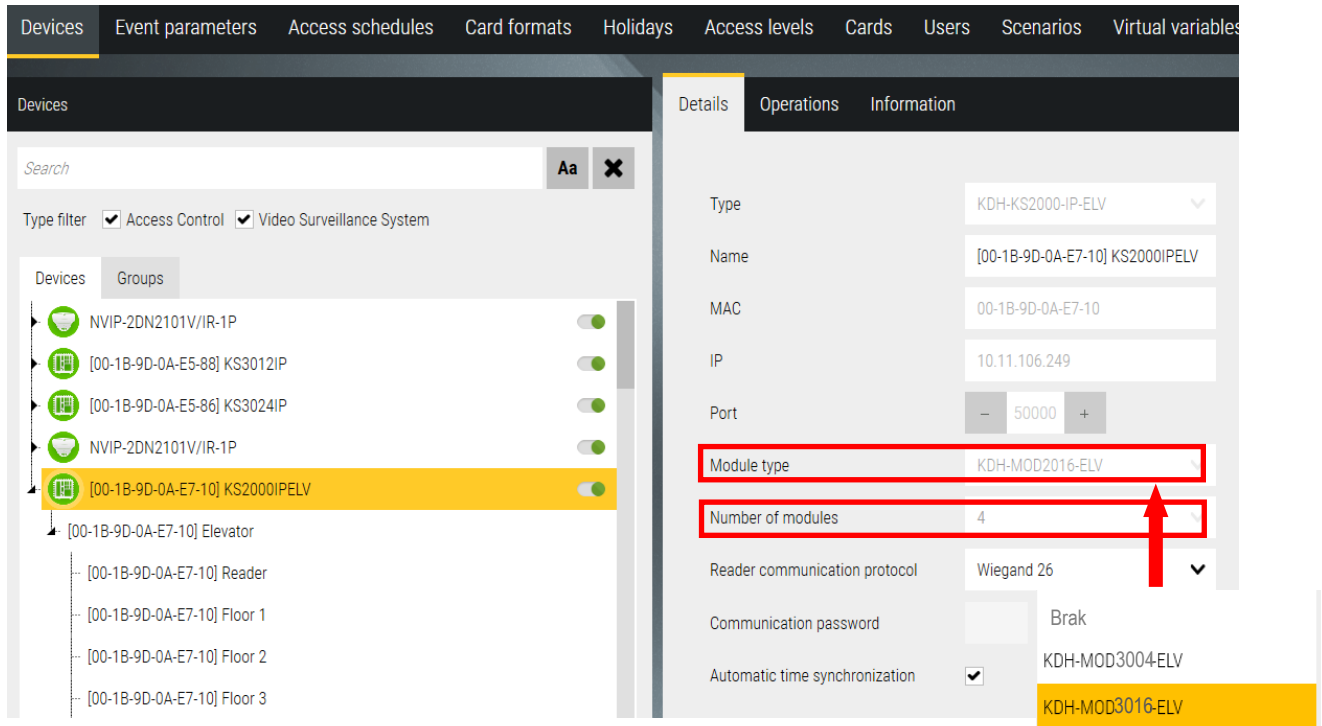 Devices Event parameters Access schedules Card formats Holidays Access levels Cards Users Scenarios Virtual variables
Devices
Search Aa
Type filter Access Control Video Surveillance System
Devices Groups
NVIP-2DN2101V/IR-1P
[00-1B-9D-0A-E5-88] KS3012IP
[00-1B-9D-0A-E5-86] KS3024IP
NVIP-2DN2101V/IR-1P
[00-1B-9D-0A-E7-10] KS2000IPELV
[00-1B-9D-0A-E7-10] Elevator
[00-1B-9D-0A-E7-10] Reader
[00-1B-9D-0A-E7-10] Floor 1
[00-1B-9D-0A-E7-10] Floor 2
[00-1B-9D-0A-E7-10] Floor 3
Details Operations Information
Type KDH-KS2000-IP-ELV
Name [00-1B-9D-0A-E7-10] KS2000IPELV
MAC 00-1B-9D-0A-E7-10
IP 10.11.106.249
Port - 50000 +
Module type KDH-MOD2016-ELV
Number of modules 4
Reader communication protocol Wiegand 26
Communication password
Automatic time synchronization
Brak
KDH-MOD3004-ELV
KDH-MOD3016-ELV